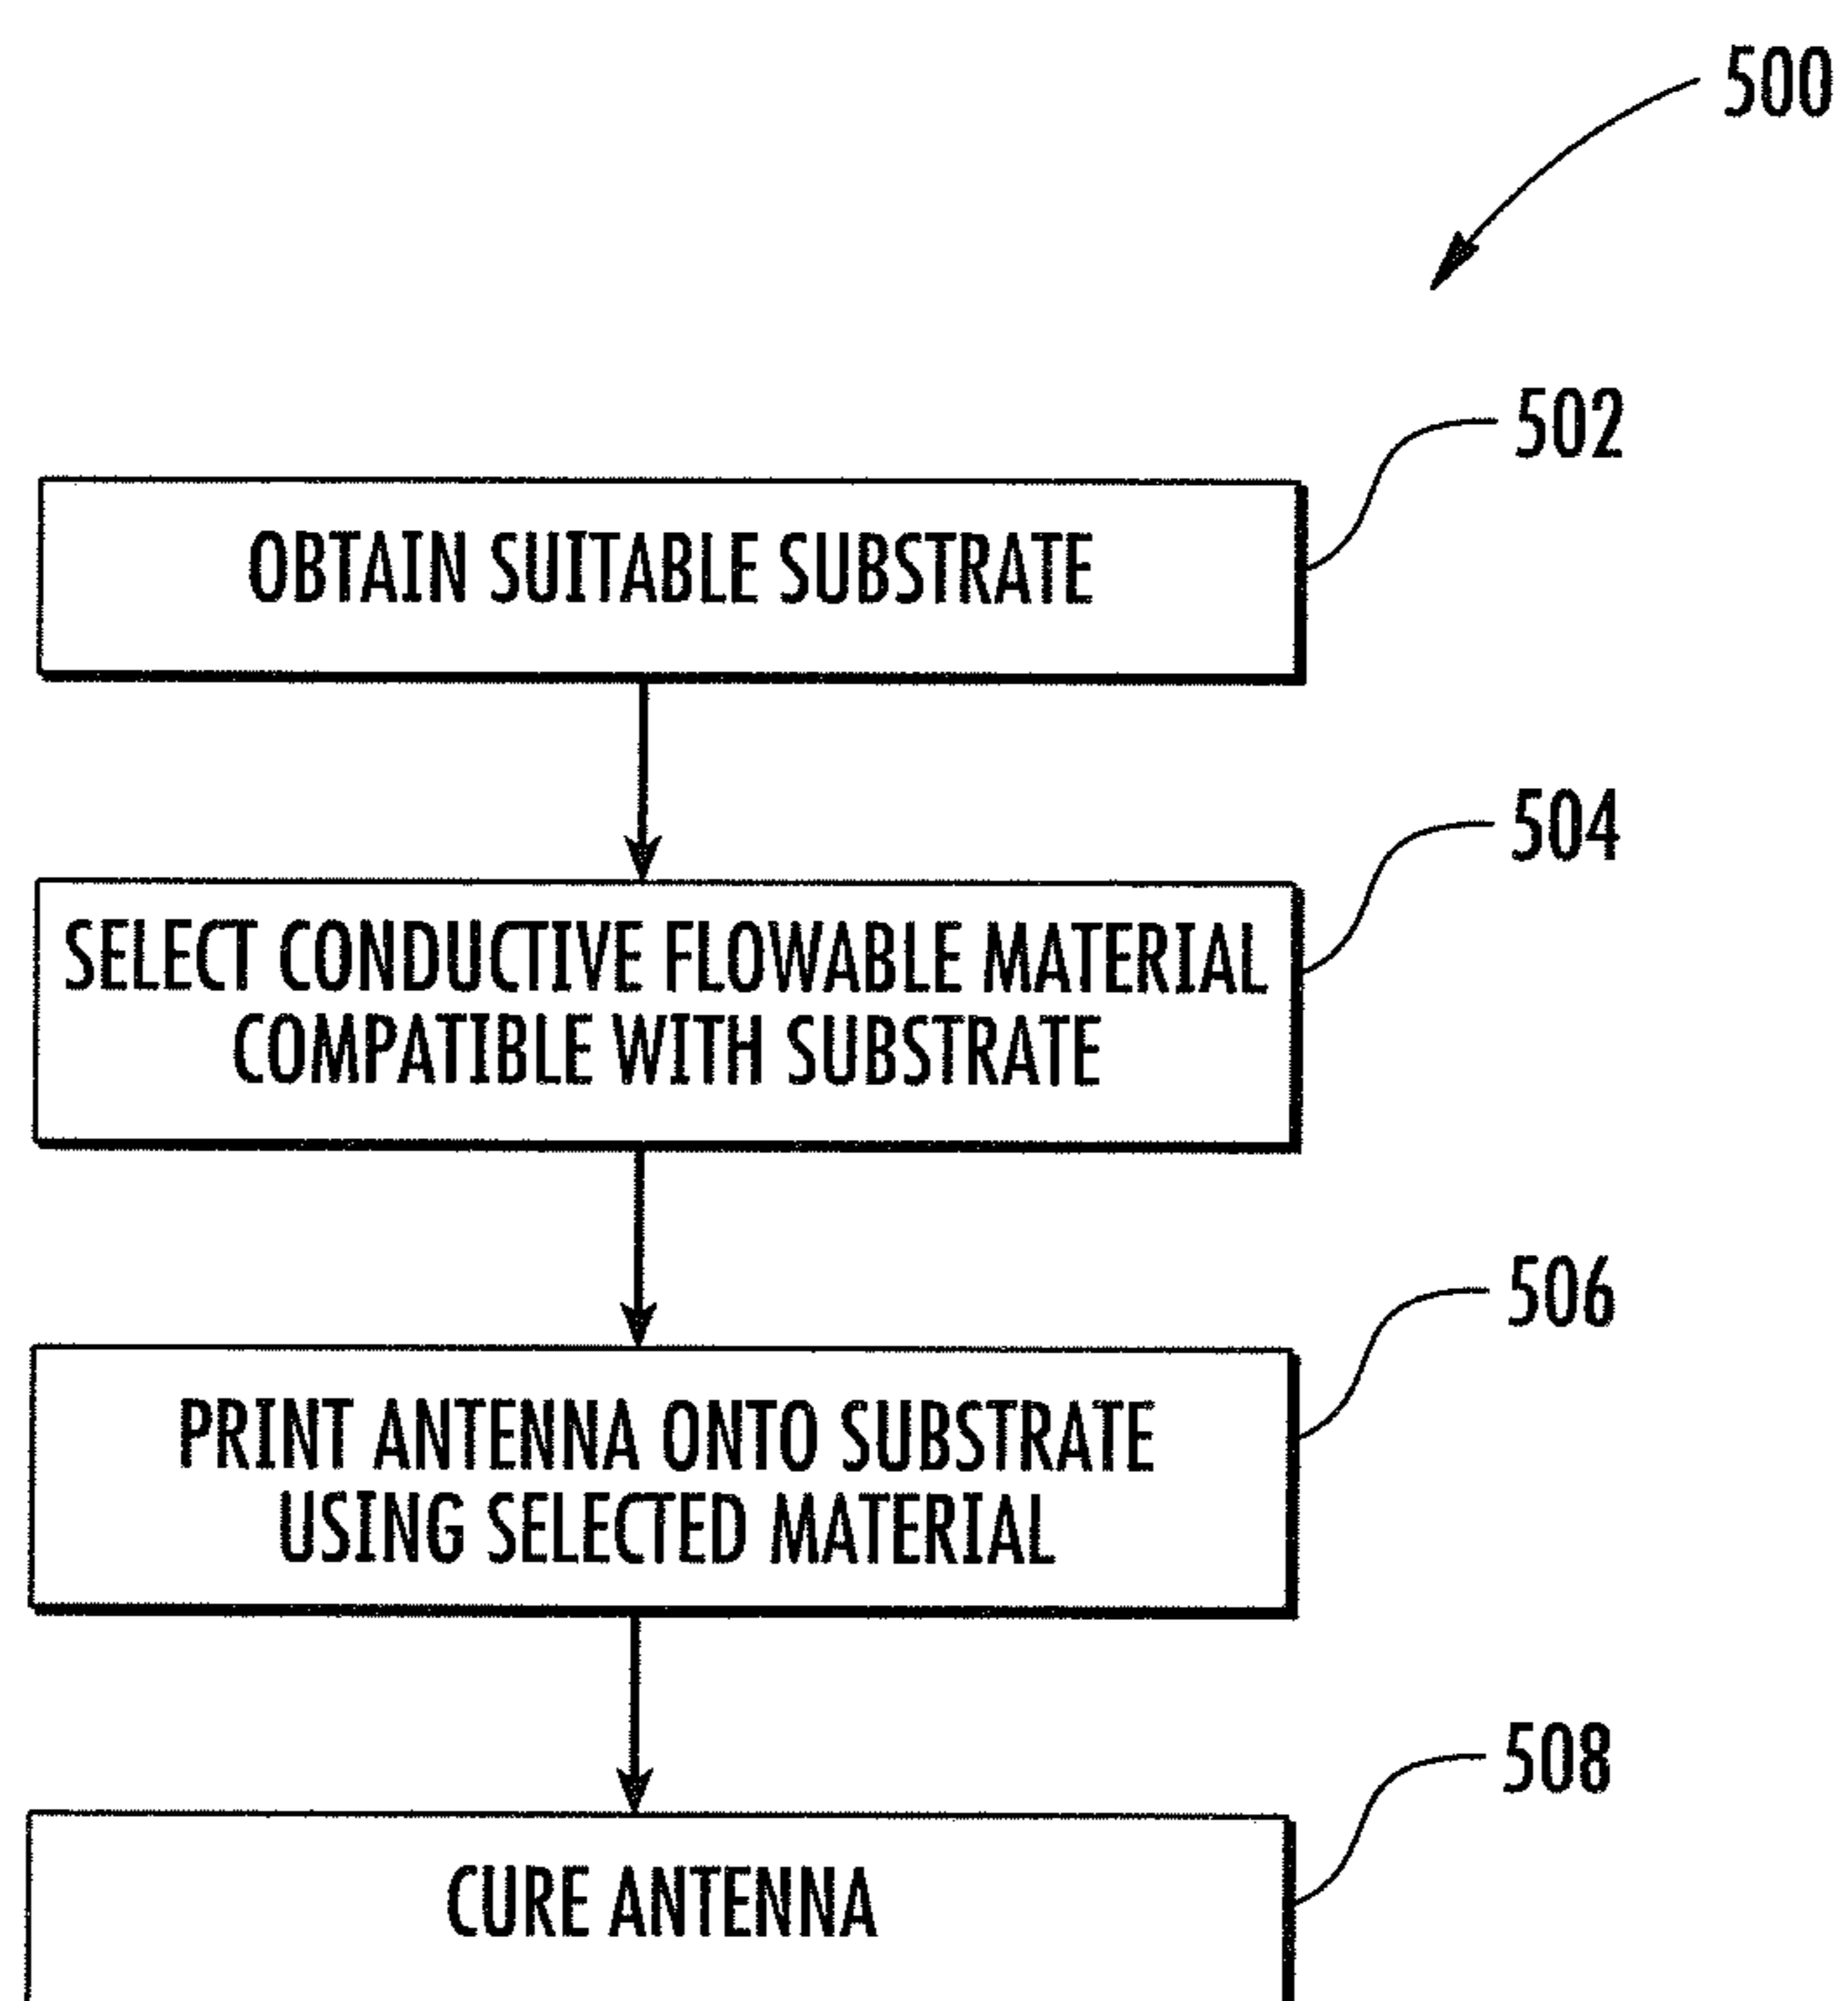 500
502
OBTAIN SUITABLE SUBSTRATE
504
SELECT CONDUCTIVE FLOWABLE MATERIAL
COMPATIBLE WITH SUBSTRATE
506
PRINT ANTENNA ONTO SUBSTRATE
USING SELECTED MATERIAL
508
CURE ANTENNA